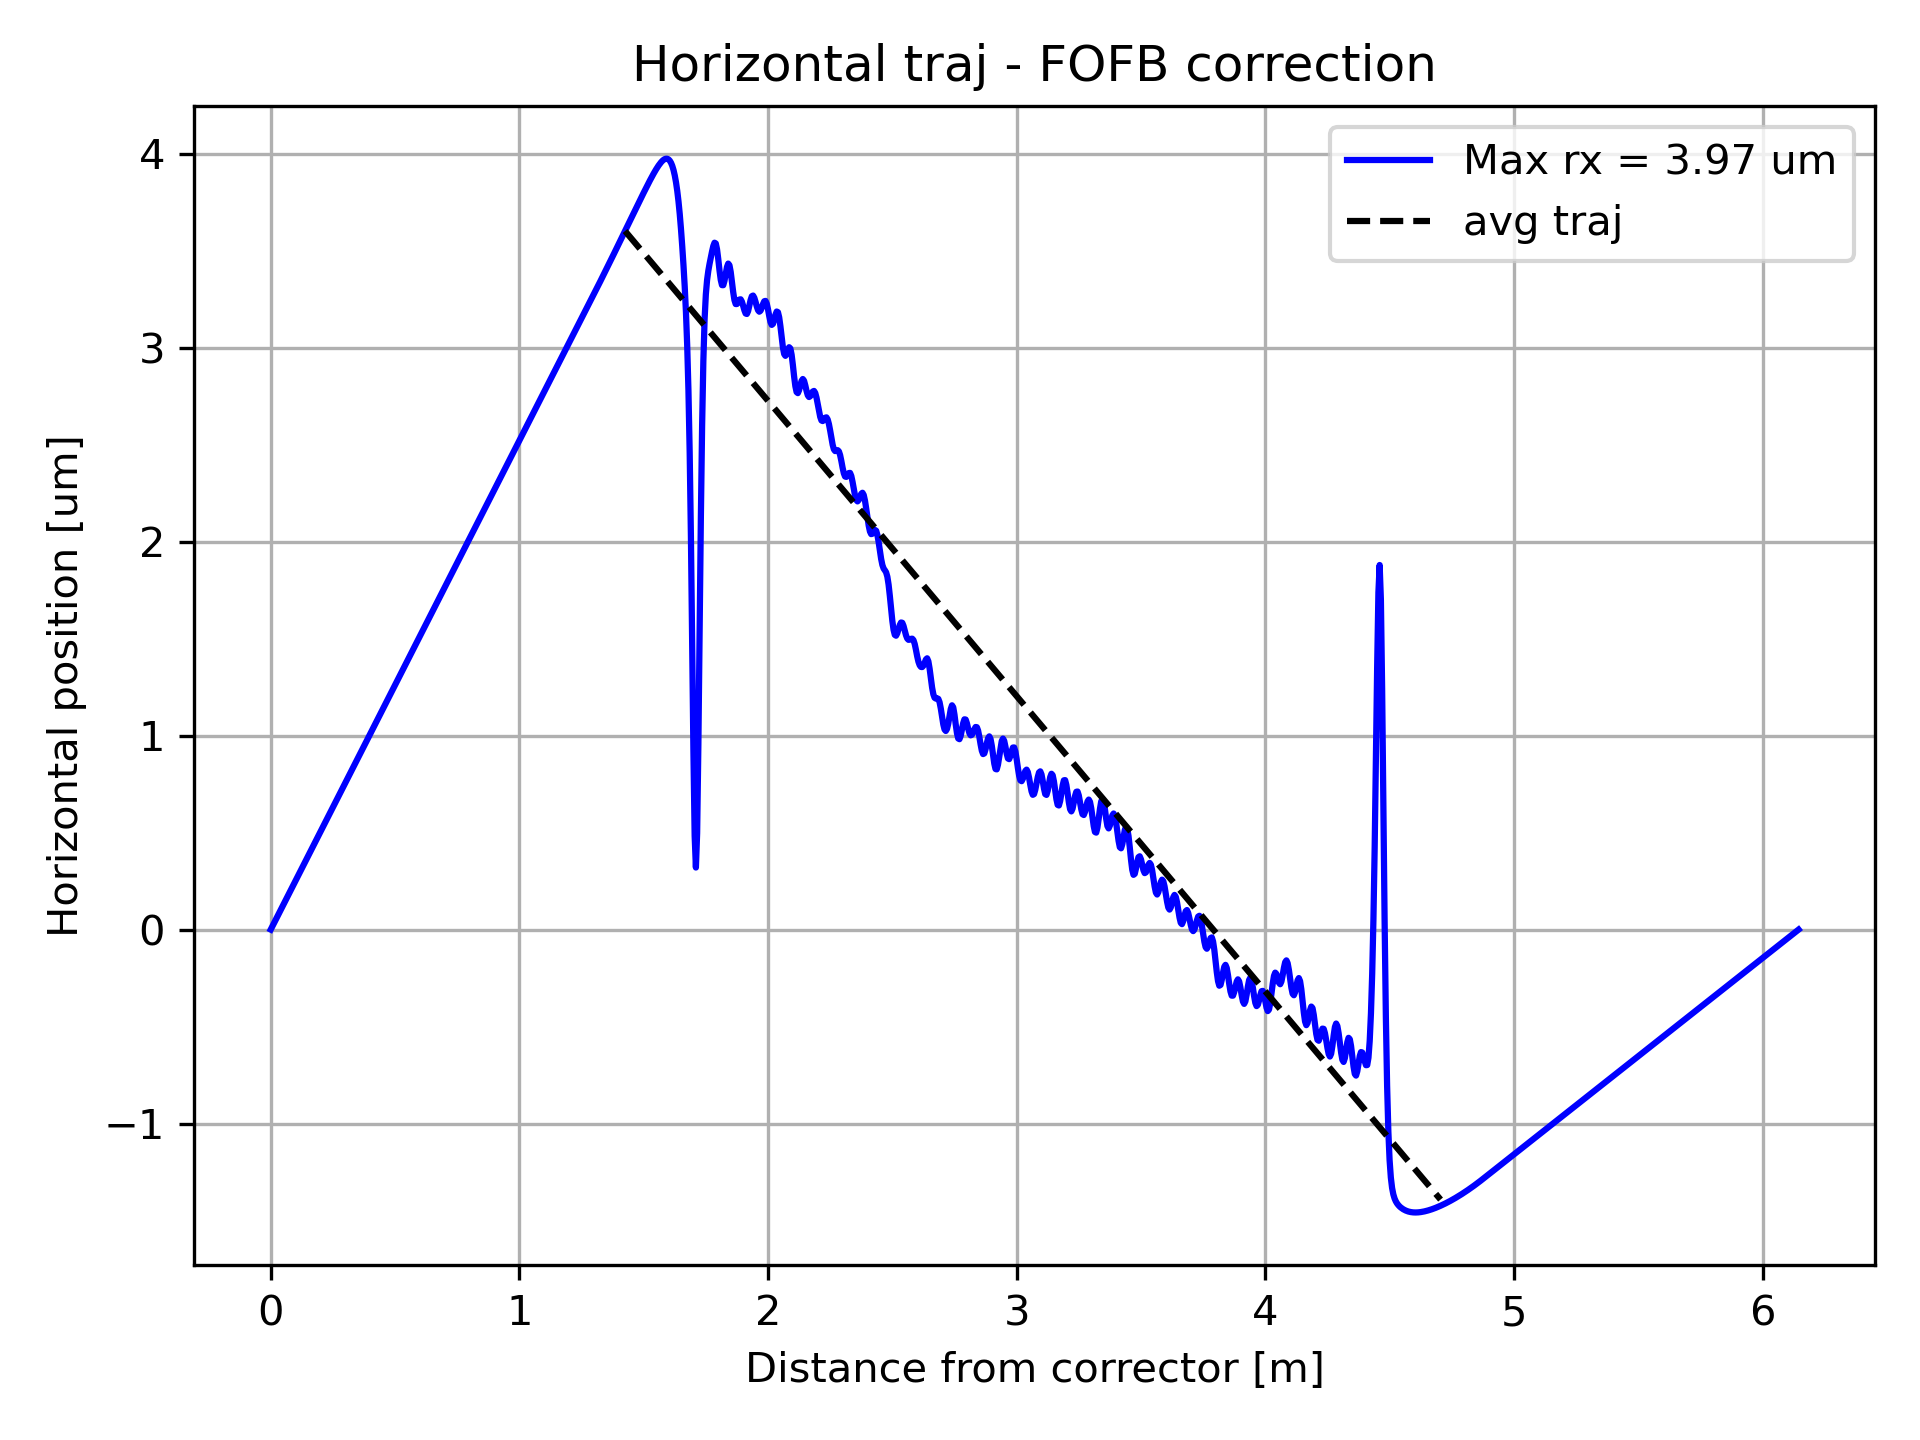 Horizontal traj - FOFB correction
Max rx = 3.97 um
avg traj
Horizontal position [um]
4
3
2
1
0
−1
0 1 2 3 4 5 6
Distance from corrector [m]